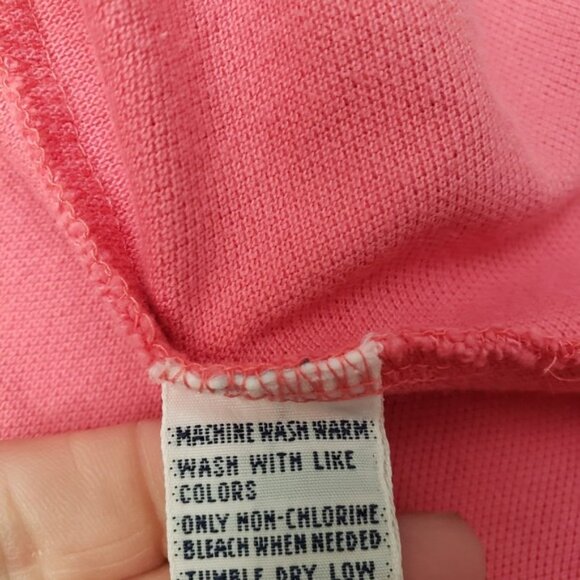 MACHINE WASH WARM
WASH WITH LIKE
COLORS
ONLY NON-CHLORINE
BLEACH WHEN NEEDED
TUMBLE DRY LOW